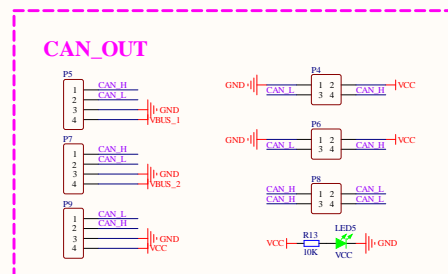 CAN_OUT
P5
1 CAN_H
2 CAN_L
3 GND
4 VBUS_1
P7
1 CAN_H
2 CAN_L
3 GND
4 VBUS_2
P9
1 CAN_L
2 CAN_H
3 GND
4 VCC
P4
GND 1 2 VCC
CAN_L 3 4 CAN_H
P6
GND 1 2 VCC
CAN_L 3 4 CAN_H
P8
CAN_H 1 2 CAN_L
CAN_H 3 4 CAN_L
R13 LED5
VCC GND
10K VCC